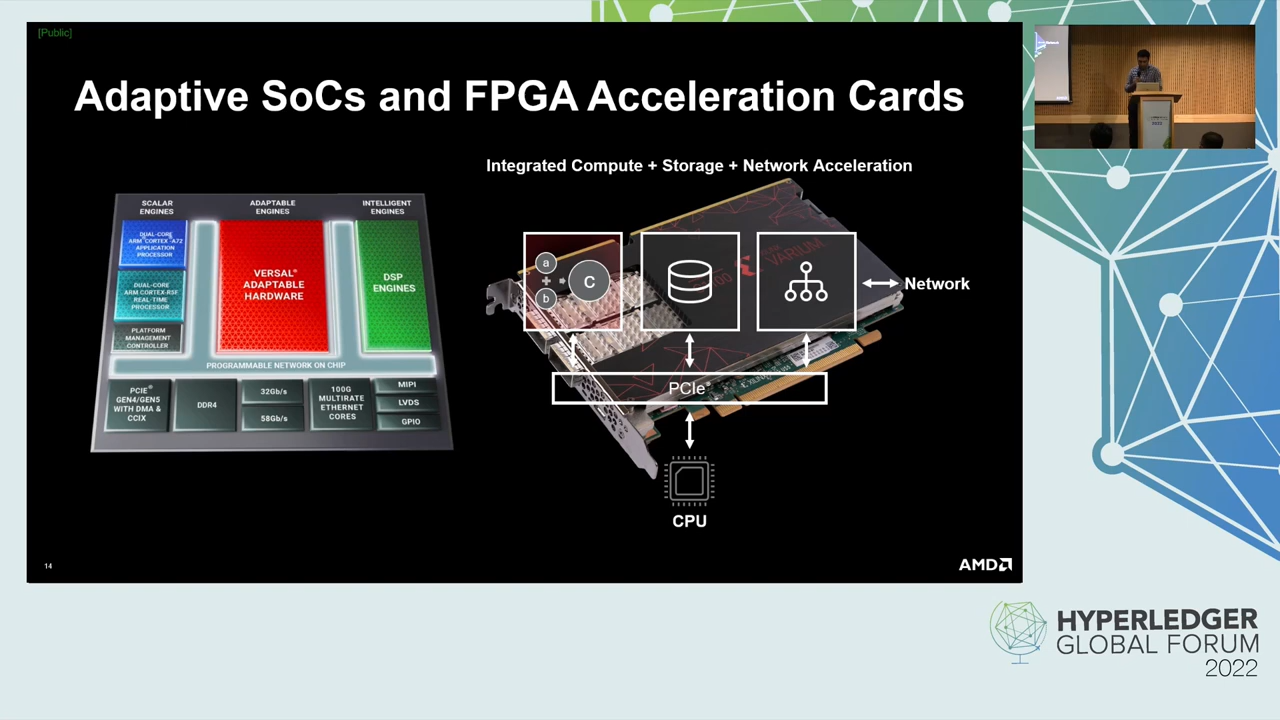 [Public]
Adaptive SoCs and FPGA Acceleration Cards
Integrated Compute + Storage + Network Acceleration
SCALAR
ENGINES
ADAPTABLE
ENGINES
INTELLIGENT
ENGINES
DUAL-CORE
ARM CORTEX-A72
APPLICATION
PROCESSOR
DUAL-CORE
ARM CORTEX-R5F
REAL-TIME
PROCESSOR
PLATFORM
MANAGEMENT
CONTROLLER
VERSAL®
ADAPTABLE
HARDWARE
DSP
ENGINES
PROGRAMMABLE NETWORK ON CHIP
PCIE®
GEN4/GEN5
WITH DMA &
CCIX
DDR4
32Gb/s
58Gb/s
100G
MULTIRATE
ETHERNET
CORES
MIPI
LVDS
GPIO
a
+
b
C
VARIUM
Network
PCIe®
CPU
14
AMD
HYPERLEDGER
GLOBAL FORUM
2022